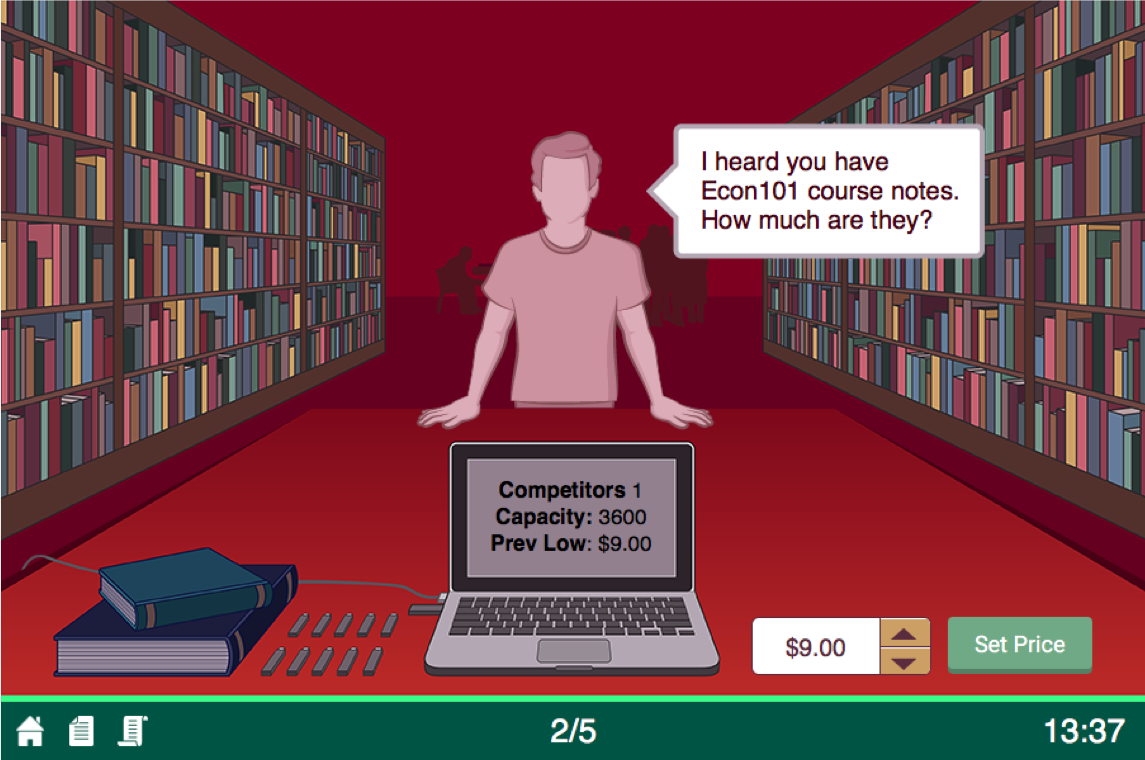 I heard you have
Econ101 course notes.
How much are they?
Competitors 1
Capacity: 3600
Prev Low: $9.00
$9.00
Set Price
2/5
13:37